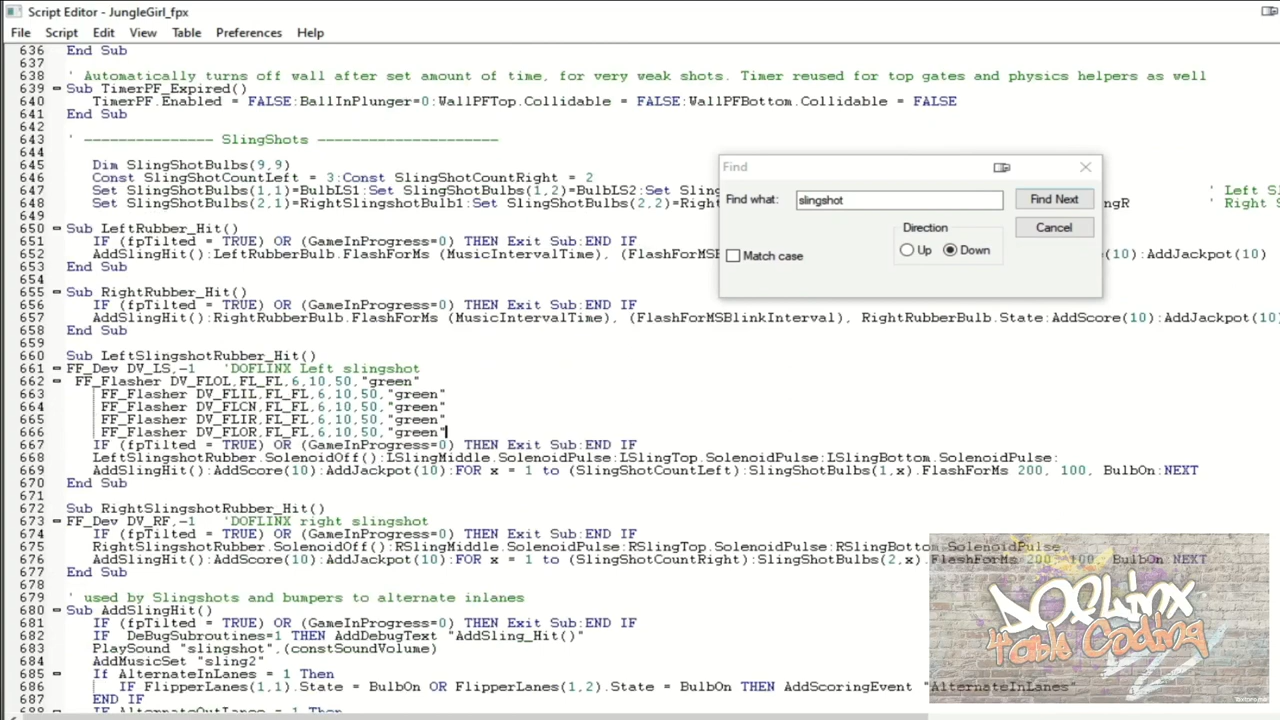 Script Editor - JungleGirl_fpx
File Script Edit View Table Preferences Help
636 End Sub
637
638 ' Automatically turns off wall after set amount of time, for very weak shots. Timer reused for top gates and physics helpers as well
639 Sub TimerPF_Expired()
640 TimerPF.Enabled = FALSE:BallInPlunger=0:WallPFTop.Collidable = FALSE:WallPFBottom.Collidable = FALSE
641 End Sub
642
643 ' --------------- SlingShots ---------------------
644
645 Dim SlingShotBulbs(9,9)
646 Const SlingShotCountLeft = 3:Const SlingShotCountRight = 2
647 Set SlingShotBulbs(1,1)=BulbLS1:Set SlingShotBulbs(1,2)=BulbLS2:Set Sling ' Left Sl
648 Set SlingShotBulbs(2,1)=RightSlingshotBulb1:Set SlingShotBulbs(2,2)=Right ngR ' Right S
649
650 Sub LeftRubber_Hit()
651 IF (fpTilted = TRUE) OR (GameInProgress=0) THEN Exit Sub:END IF
652 AddSlingHit():LeftRubberBulb.FlashForMs (MusicIntervalTime), (FlashForMSB :AddScore(10):AddJackpot(10)
653 End Sub
654
655 Sub RightRubber_Hit()
656 IF (fpTilted = TRUE) OR (GameInProgress=0) THEN Exit Sub:END IF
657 AddSlingHit():RightRubberBulb.FlashForMs (MusicIntervalTime), (FlashForMSBlinkInterval), RightRubberBulb.State:AddScore(10):AddJackpot(10
658 End Sub
659
660 Sub LeftSlingshotRubber_Hit()
661 FF_Dev DV_LS,-1 'DOFLINX Left slingshot
662 FF_Flasher DV_FLOL,FL_FL,6,10,50,"green"
663 FF_Flasher DV_FLIL,FL_FL,6,10,50,"green"
664 FF_Flasher DV_FLCN,FL_FL,6,10,50,"green"
665 FF_Flasher DV_FLIR,FL_FL,6,10,50,"green"
666 FF_Flasher DV_FLOR,FL_FL,6,10,50,"green"
667 IF (fpTilted = TRUE) OR (GameInProgress=0) THEN Exit Sub:END IF
668 LeftSlingshotRubber.SolenoidOff():LSlingMiddle.SolenoidPulse:LSlingTop.SolenoidPulse:LSlingBottom.SolenoidPulse:
669 AddSlingHit():AddScore(10):AddJackpot(10):FOR x = 1 to (SlingShotCountLeft):SlingShotBulbs(1,x).FlashForMs 200, 100, BulbOn:NEXT
670 End Sub
671
672 Sub RightSlingshotRubber_Hit()
673 FF_Dev DV_RF,-1 'DOFLINX right slingshot
674 IF (fpTilted = TRUE) OR (GameInProgress=0) THEN Exit Sub:END IF
675 RightSlingshotRubber.SolenoidOff():RSlingMiddle.SolenoidPulse:RSlingTop.SolenoidPulse:RSlingBottom.SolenoidPulse,
676 AddSlingHit():AddScore(10):AddJackpot(10):FOR x = 1 to (SlingShotCountRight):SlingShotBulbs(2,x).FlashForMs 200, 100, BulbOn NEXT
677 End Sub
678
679 ' used by Slingshots and bumpers to alternate inlanes
680 Sub AddSlingHit()
681 IF (fpTilted = TRUE) OR (GameInProgress=0) THEN Exit Sub:END IF
682 IF DeBugSubroutines=1 THEN AddDebugText "AddSling_Hit()"
683 PlaySound "slingshot",(constSoundVolume)
684 AddMusicSet "sling2"
685 If AlternateInLanes = 1 Then
686 IF FlipperLanes(1,1).State = BulbOn OR FlipperLanes(1,2).State = BulbOn THEN AddScoringEvent "AlternateInLanes"
687 END IF
688 IF AlternateOutLanes = 1 Then
Find
Find what: slingshot
Find Next
Cancel
Direction
Up Down
Match case
DOFLinx
table Coding